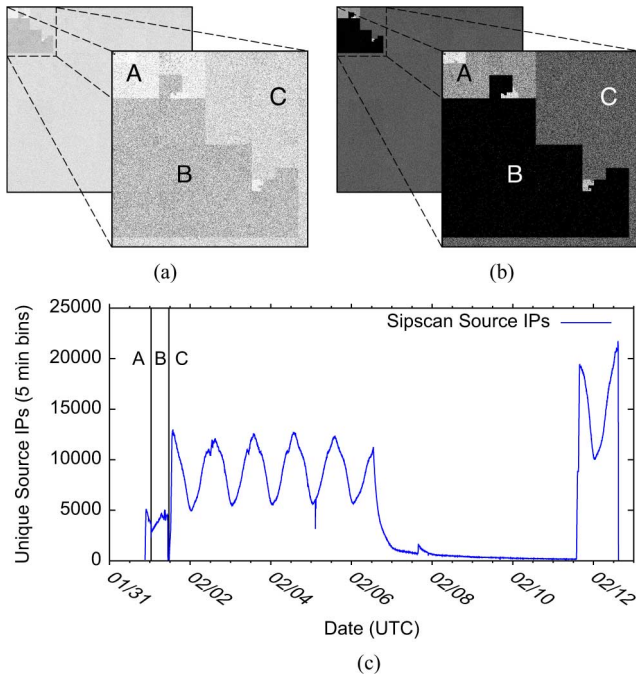 A
C
B
A
C
B
(a)
(b)
25000
20000
15000
10000
5000
0
Unique Source IPs (5 min bins)
A B C
Sipscan Source IPs
01/31
02/02
02/04
02/06
02/08
02/10
02/12
Date (UTC)
(c)